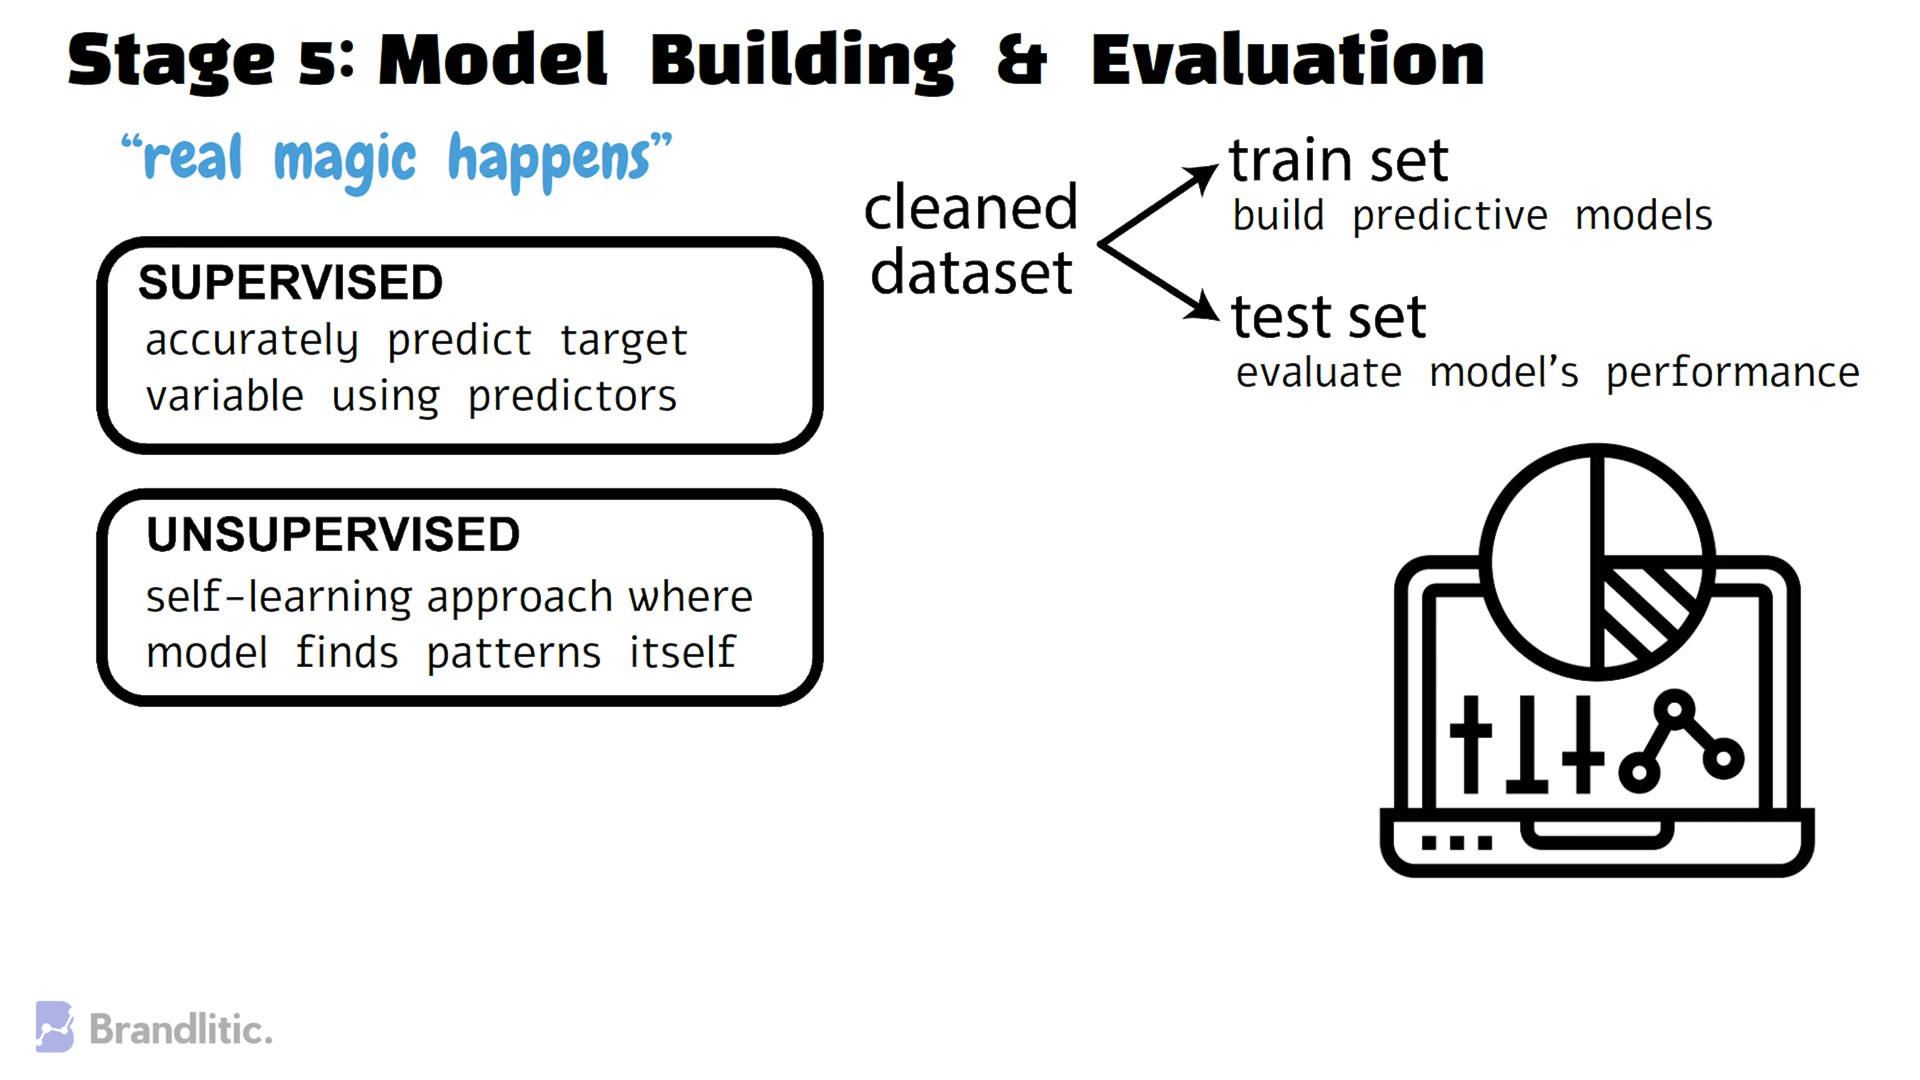 Stage 5: Model Building & Evaluation
“real magic happens”
SUPERVISED
accurately predict target
variable using predictors
UNSUPERVISED
self-learning approach where
model finds patterns itself
cleaned
dataset
train set
build predictive models
test set
evaluate model’s performance
Brandlitic.